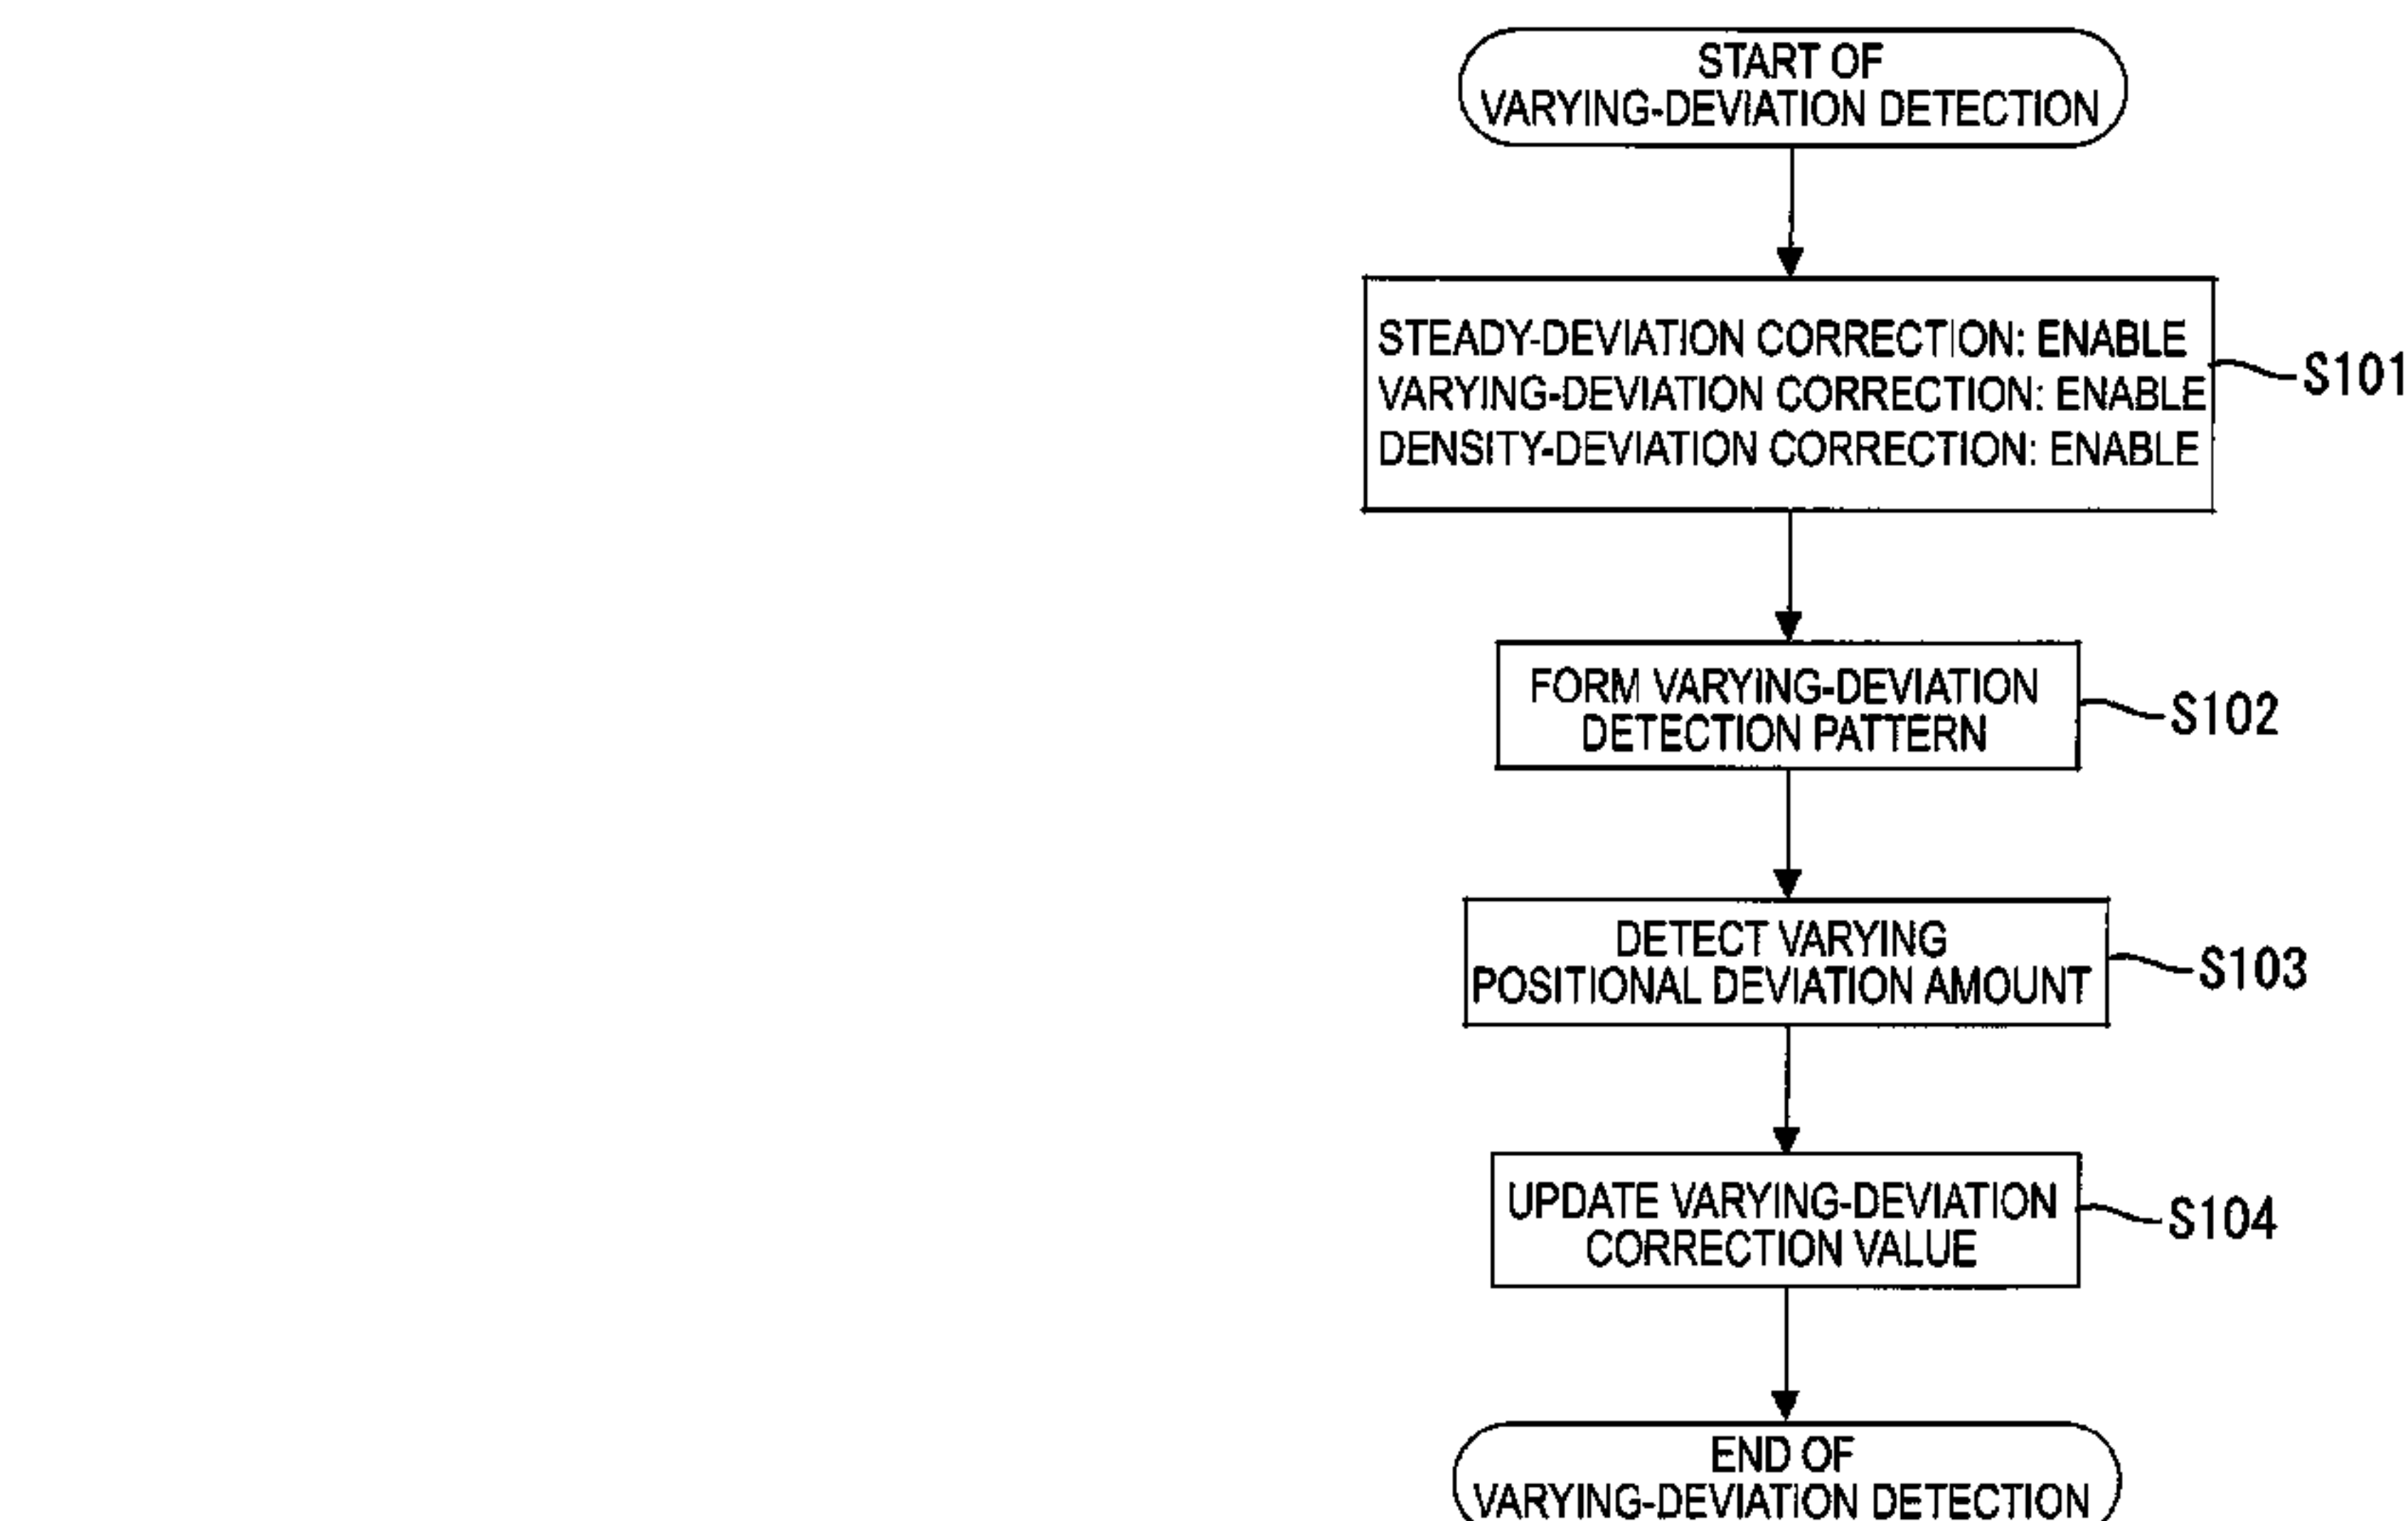 START OF
VARYING-DEVIATION DETECTION
STEADY-DEVIATION CORRECTION: ENABLE
VARYING-DEVIATION CORRECTION: ENABLE
DENSITY-DEVIATION CORRECTION: ENABLE
S101
FORM VARYING-DEVIATION
DETECTION PATTERN
S102
DETECT VARYING
POSITIONAL DEVIATION AMOUNT
S103
UPDATE VARYING-DEVIATION
CORRECTION VALUE
S104
END OF
VARYING-DEVIATION DETECTION